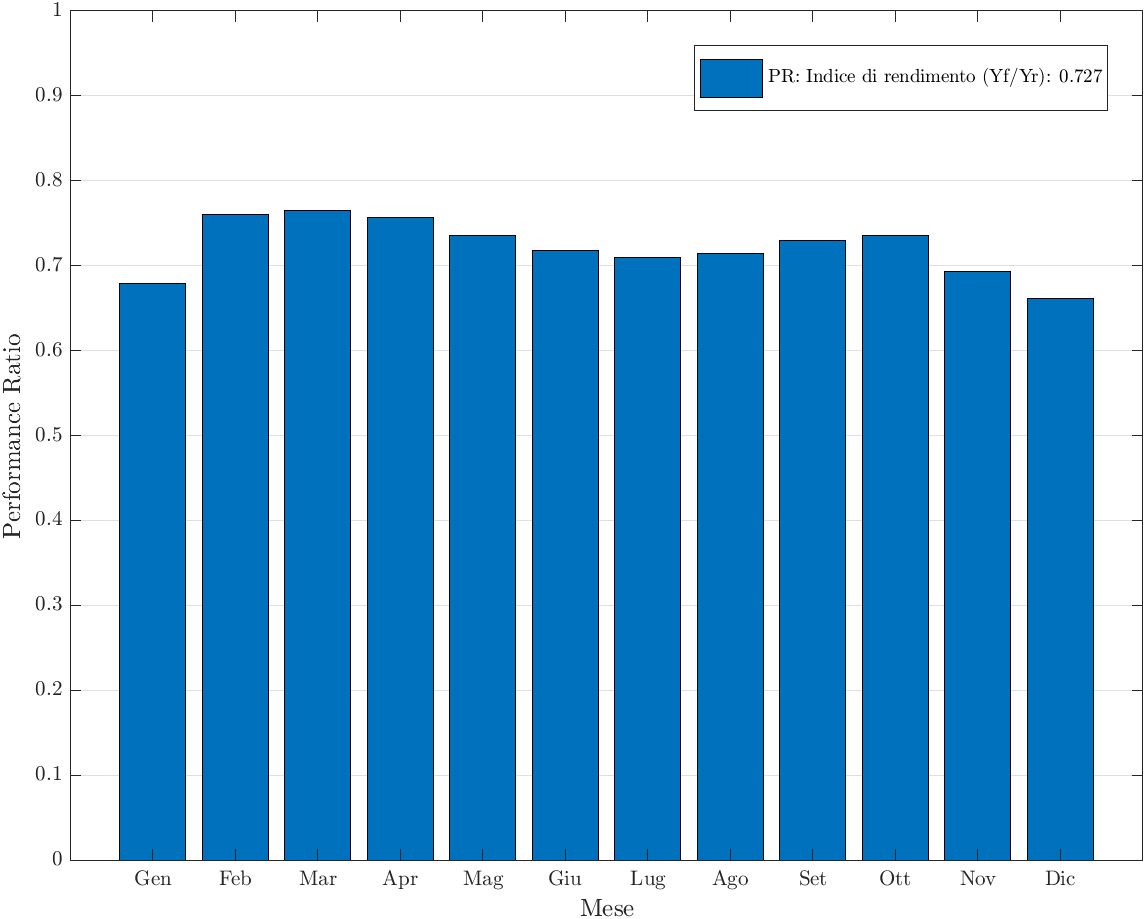 PR: Indice di rendimento (Yf/Yr): 0.727
1
0.9
0.8
0.7
0.6
0.5
0.4
0.3
0.2
0.1
0
Performance Ratio
Gen Feb Mar Apr Mag Giu Lug Ago Set Ott Nov Dic
Mese